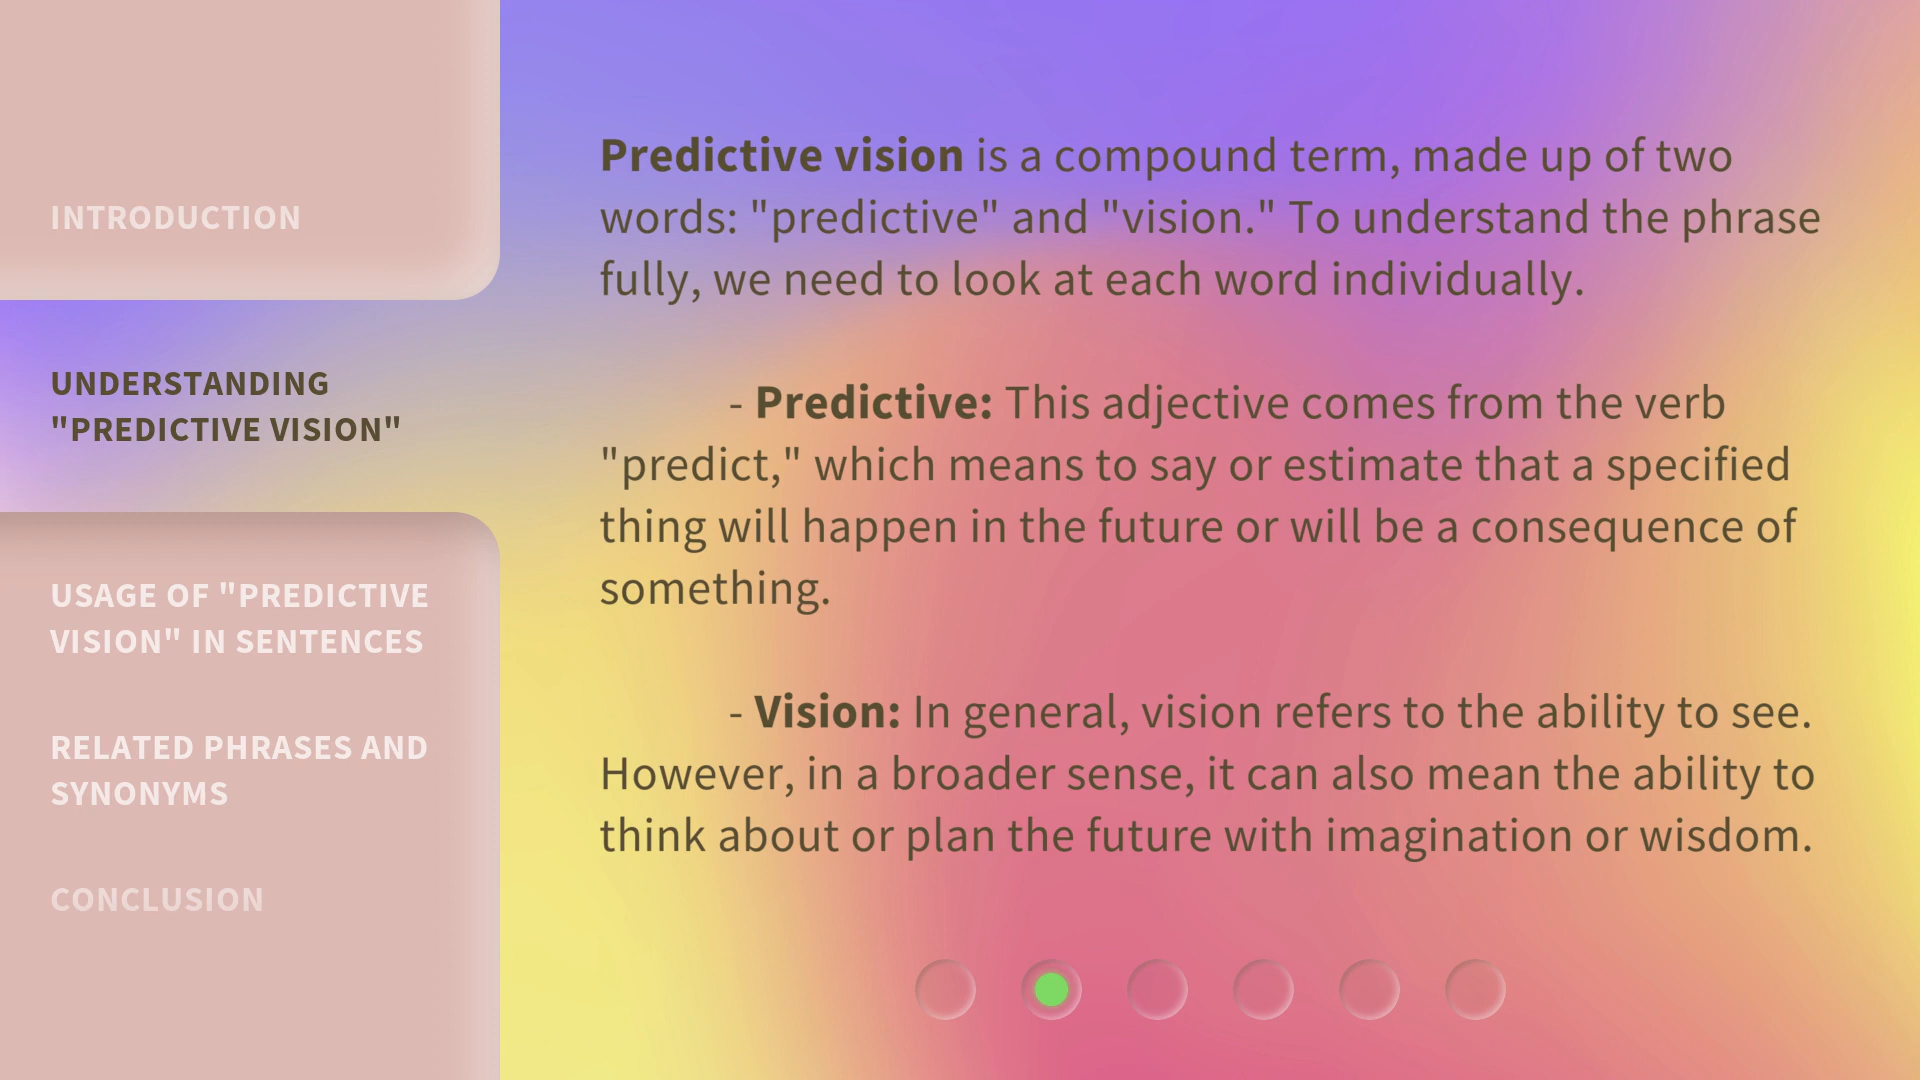 INTRODUCTION
UNDERSTANDING
"PREDICTIVE VISION"
USAGE OF "PREDICTIVE
VISION" IN SENTENCES
RELATED PHRASES AND
SYNONYMS
CONCLUSION
Predictive vision is a compound term, made up of two
words: "predictive" and "vision." To understand the phrase
fully, we need to look at each word individually.
- Predictive: This adjective comes from the verb
"predict," which means to say or estimate that a specified
thing will happen in the future or will be a consequence of
something.
- Vision: In general, vision refers to the ability to see.
However, in a broader sense, it can also mean the ability to
think about or plan the future with imagination or wisdom.